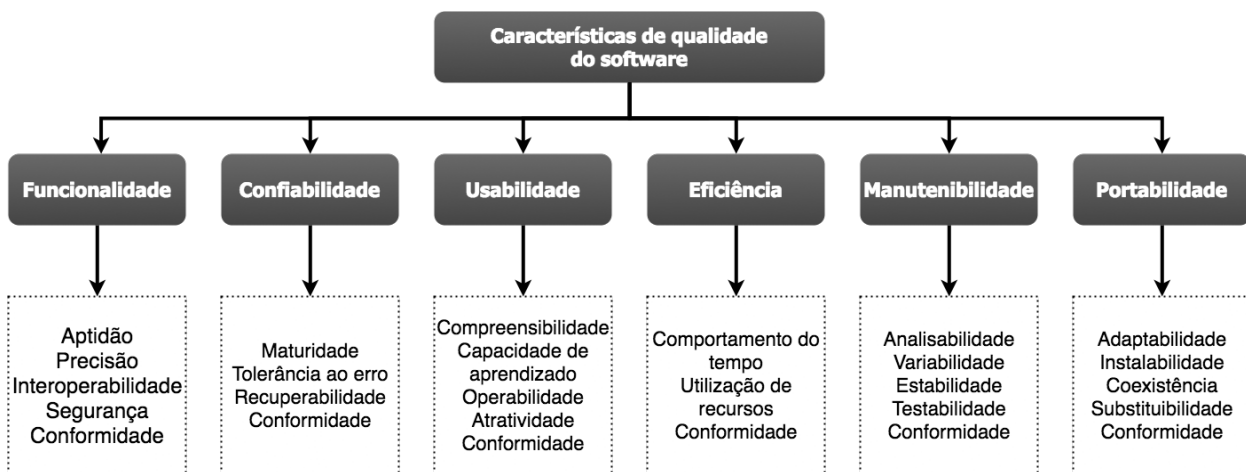 Características de qualidade
do software
Funcionalidade
Confiabilidade
Usabilidade
Eficiência
Manutenibilidade
Portabilidade
Aptidão
Precisão
Interoperabilidade
Segurança
Conformidade
Maturidade
Tolerância ao erro
Recuperabilidade
Conformidade
Compreensibilidade
Capacidade de
aprendizado
Operabilidade
Atratividade
Conformidade
Comportamento do
tempo
Utilização de
recursos
Conformidade
Analisabilidade
Variabilidade
Estabilidade
Testabilidade
Conformidade
Adaptabilidade
Instalabilidade
Coexistência
Substituibilidade
Conformidade